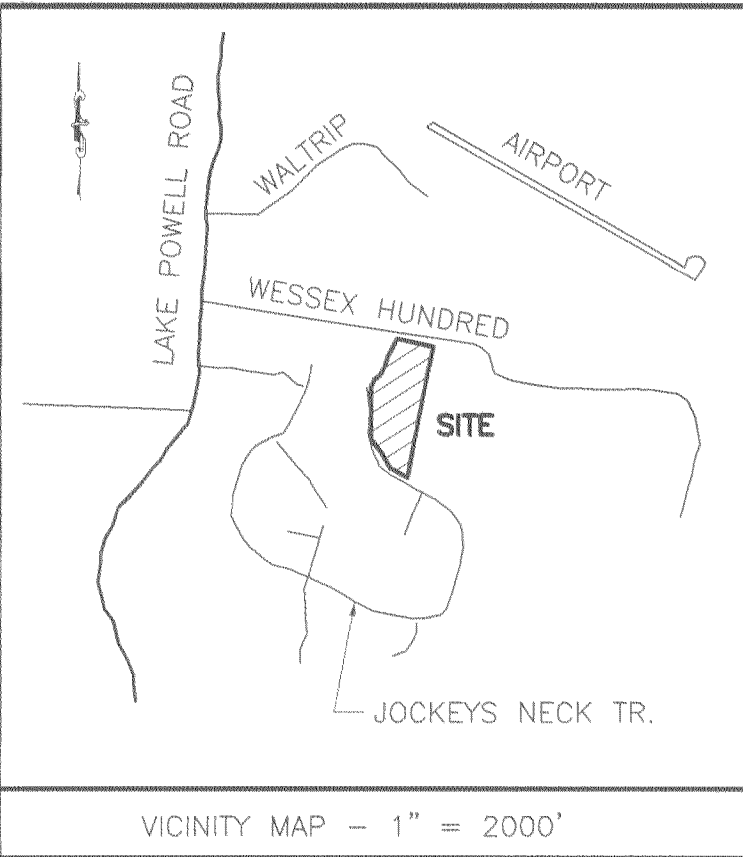 LAKE POWELL ROAD
WALTRIP
AIRPORT
WESSEX HUNDRED
SITE
JOCKEYS NECK TR.
VICINITY MAP - 1" = 2000'